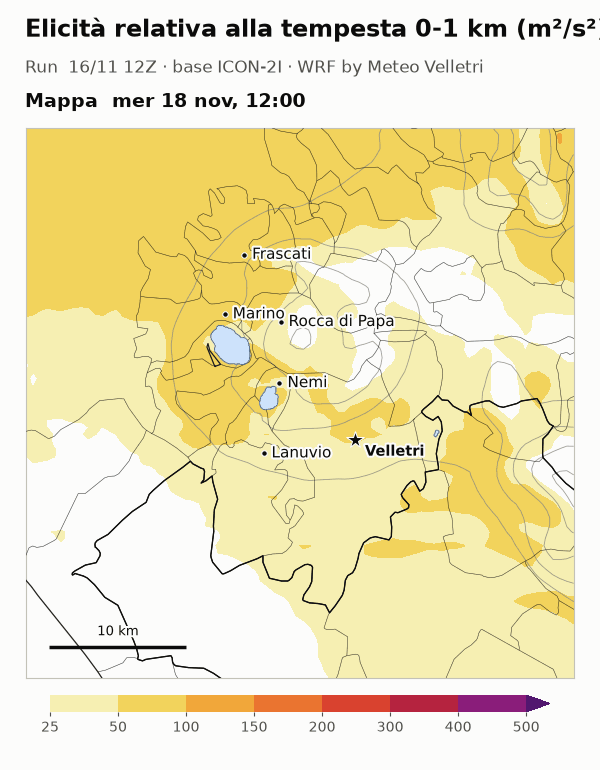 Elicità relativa alla tempesta 0-1 km (m²/s²)
Run 16/11 12Z · base ICON-2I · WRF by Meteo Velletri
Mappa mer 18 nov, 12:00
Frascati
Marino
Rocca di Papa
Nemi
Velletri
Lanuvio
10 km
25 50 100 150 200 300 400 500